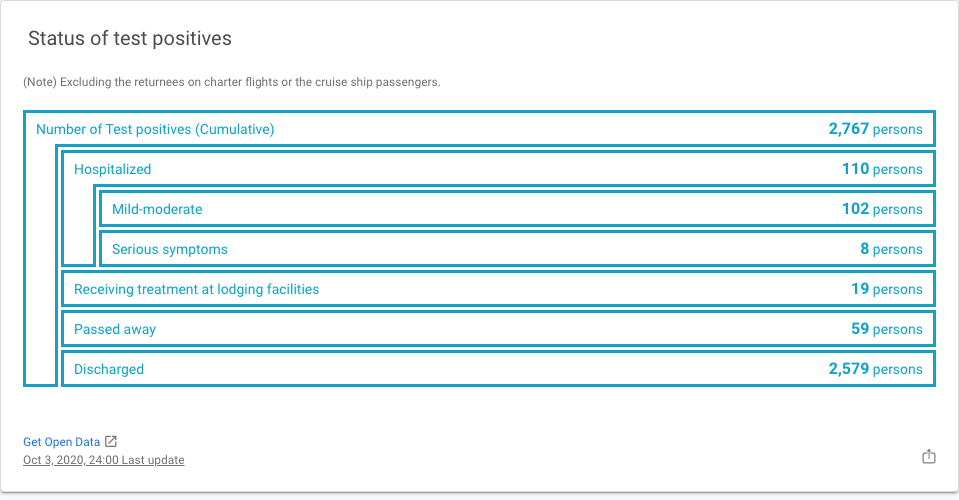 Status of test positives
(Note) Excluding the returnees on charter flights or the cruise ship passengers.
Number of Test positives (Cumulative) 2,767 persons
Hospitalized 110 persons
Mild-moderate 102 persons
Serious symptoms 8 persons
Receiving treatment at lodging facilities 19 persons
Passed away 59 persons
Discharged 2,579 persons
Get Open Data
Oct 3, 2020, 24:00 Last update